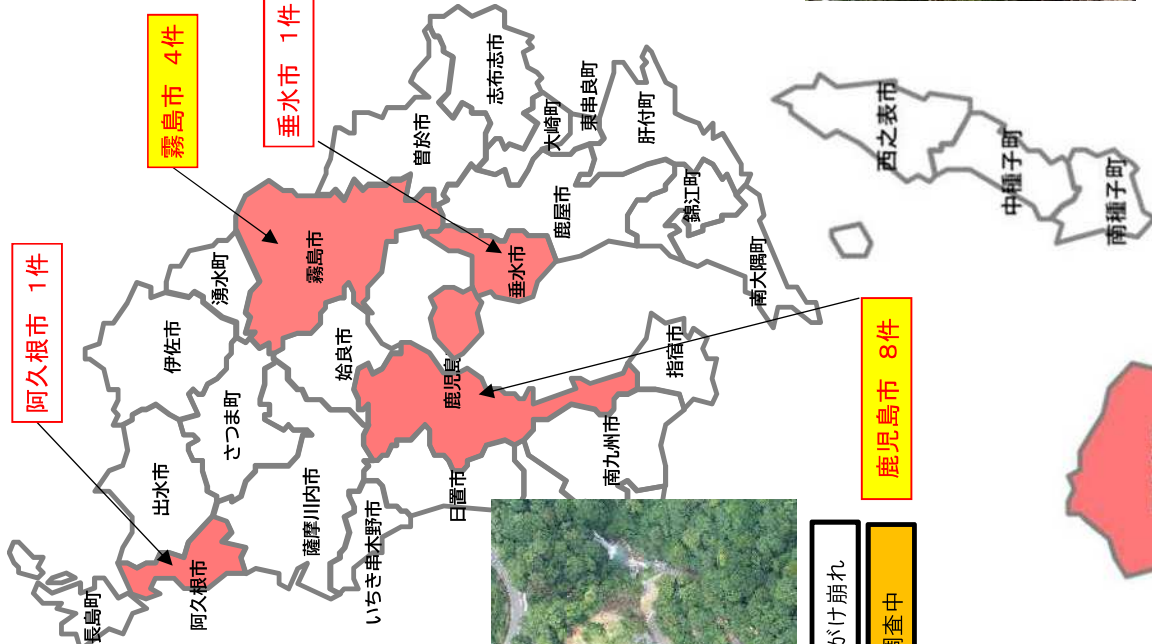 阿久根市 1件
霧島市 4件
垂水市 1件
鹿児島市 8件
長島町
阿久根市
出水市
伊佐市
湧水町
さつま町
薩摩川内市
いちき串木野市
日置市
姶良市
霧島市
鹿児島
曽於市
志布志市
大崎町
東串良町
肝付町
鹿屋市
垂水市
錦江町
南大隅町
指宿市
南九州市
西之表市
中種子町
南種子町
がけ崩れ
調査中